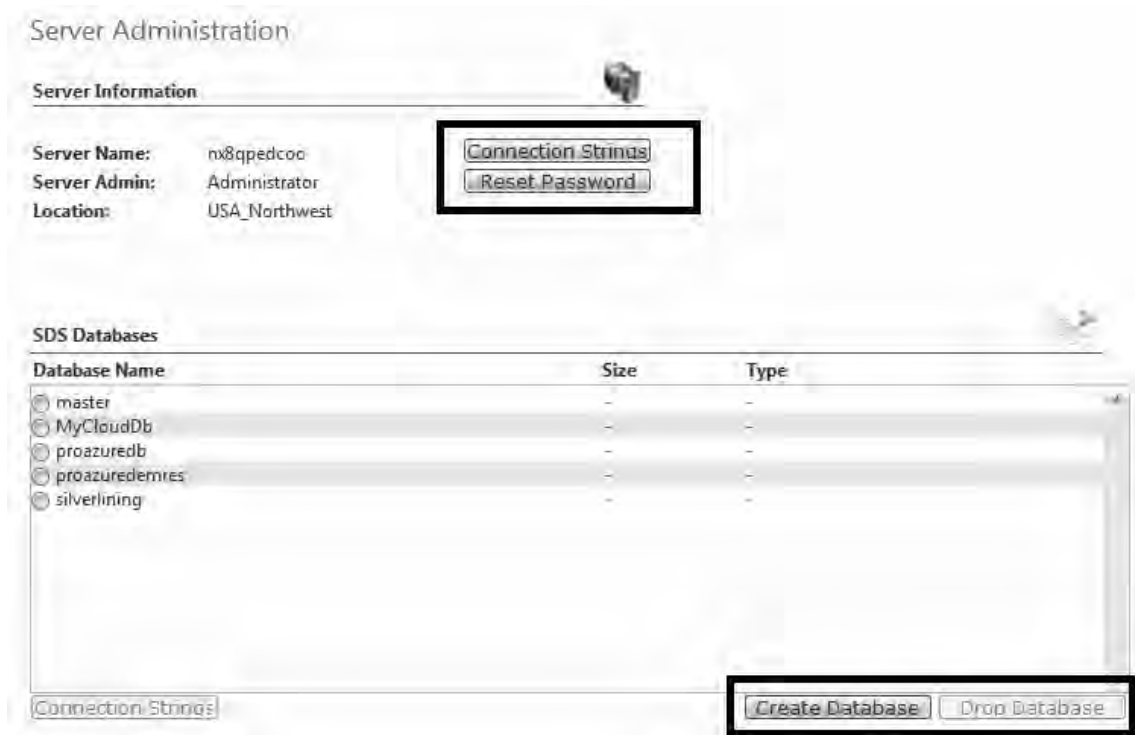 Server Administration
Server Information
Server Name: nx8qpedcoo Connection Strings
Server Admin: Administrator Reset Password
Location: USA_Northwest
SDS Databases
Database Name Size Type
master - -
MyCloudDb - -
proazuredb - -
proazuredemres - -
silverlining - -
Connection Strings Create Database Drop Database